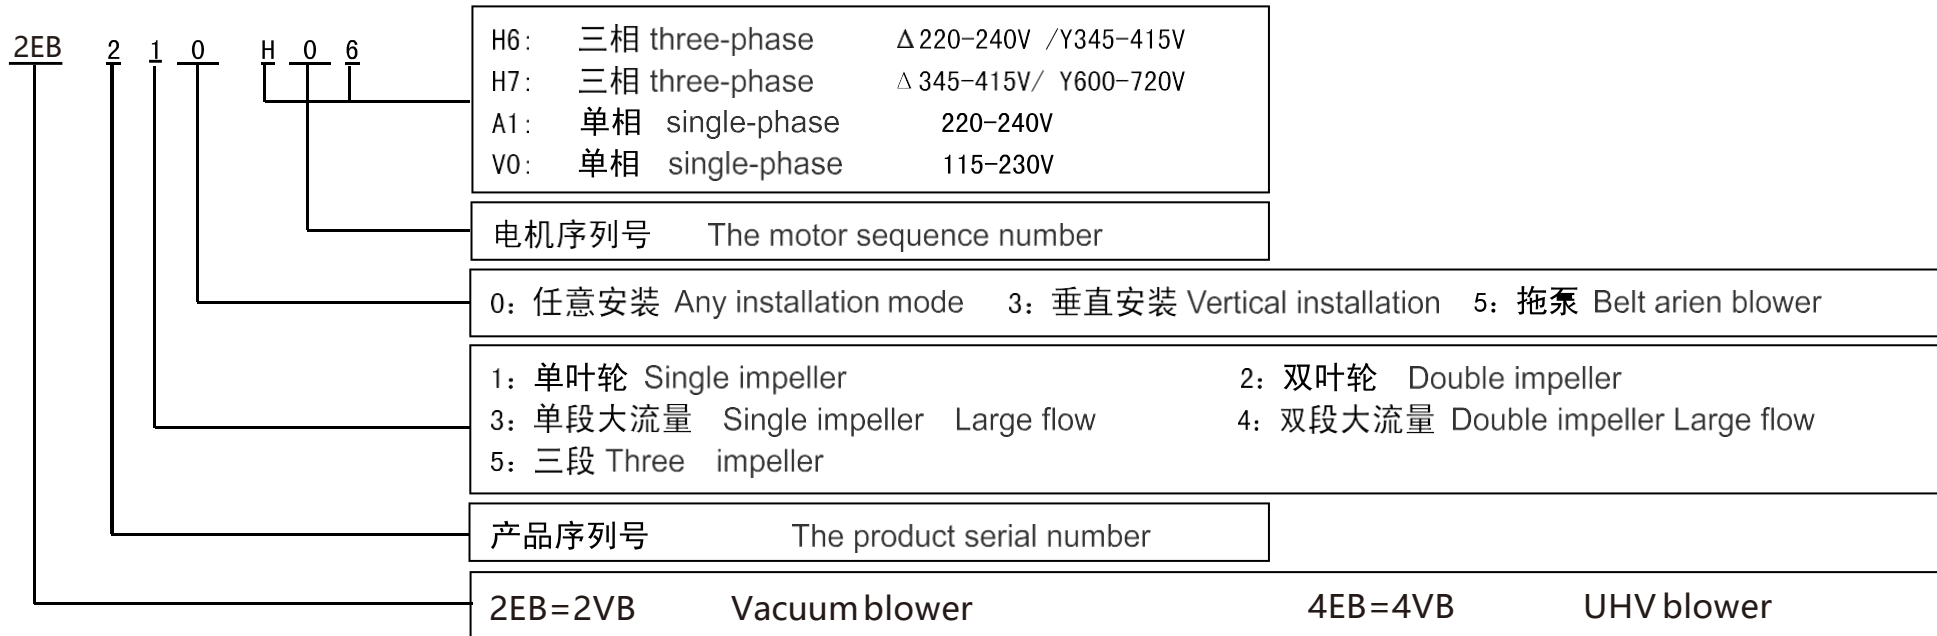 2EB 2 1 0 H 0 6
H6: 三相 three-phase Δ220-240V /Y345-415V
H7: 三相 three-phase Δ345-415V/ Y600-720V
A1: 单相 single-phase 220-240V
V0: 单相 single-phase 115-230V
电机序列号 The motor sequence number
0: 任意安装 Any installation mode 3: 垂直安装 Vertical installation 5: 拖泵 Belt arien blower
1: 单叶轮 Single impeller 2: 双叶轮 Double impeller
3: 单段大流量 Single impeller Large flow 4: 双段大流量 Double impeller Large flow
5: 三段 Three impeller
产品序列号 The product serial number
2EB=2VB Vacuum blower 4EB=4VB UHV blower